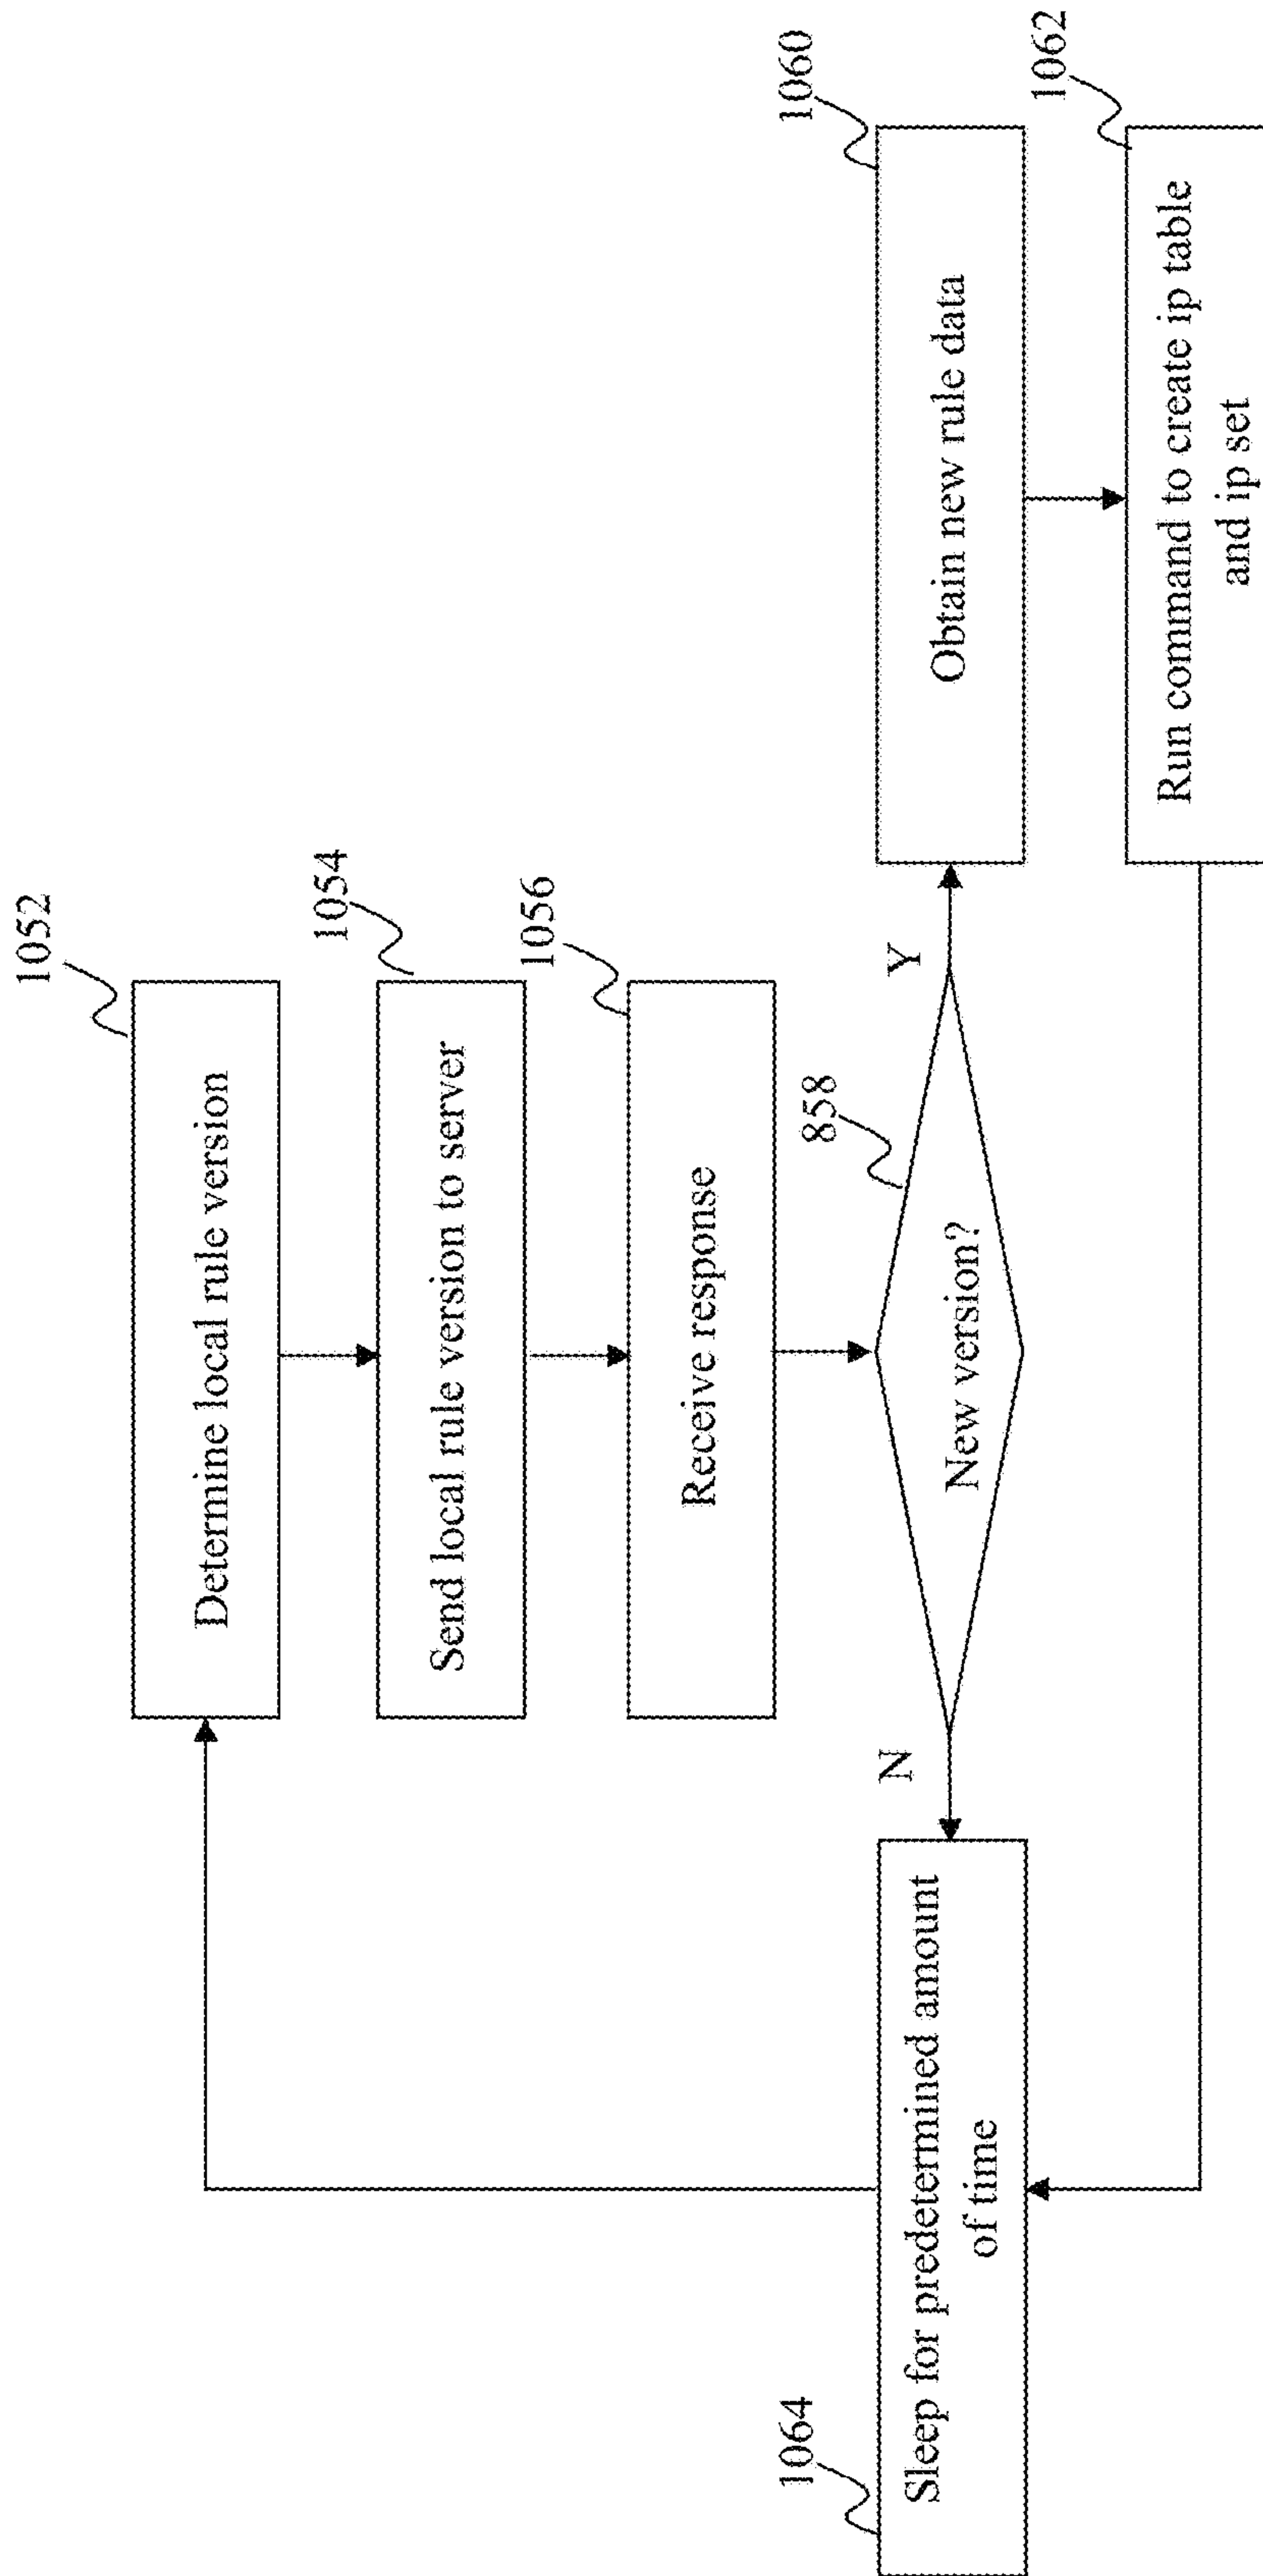 1052
Determine local rule version
1054
Send local rule version to server
1056
Receive response
858
New version?
N
Y
1064
Sleep for predetermined amount
of time
1060
Obtain new rule data
1062
Run command to create ip table
and ip set